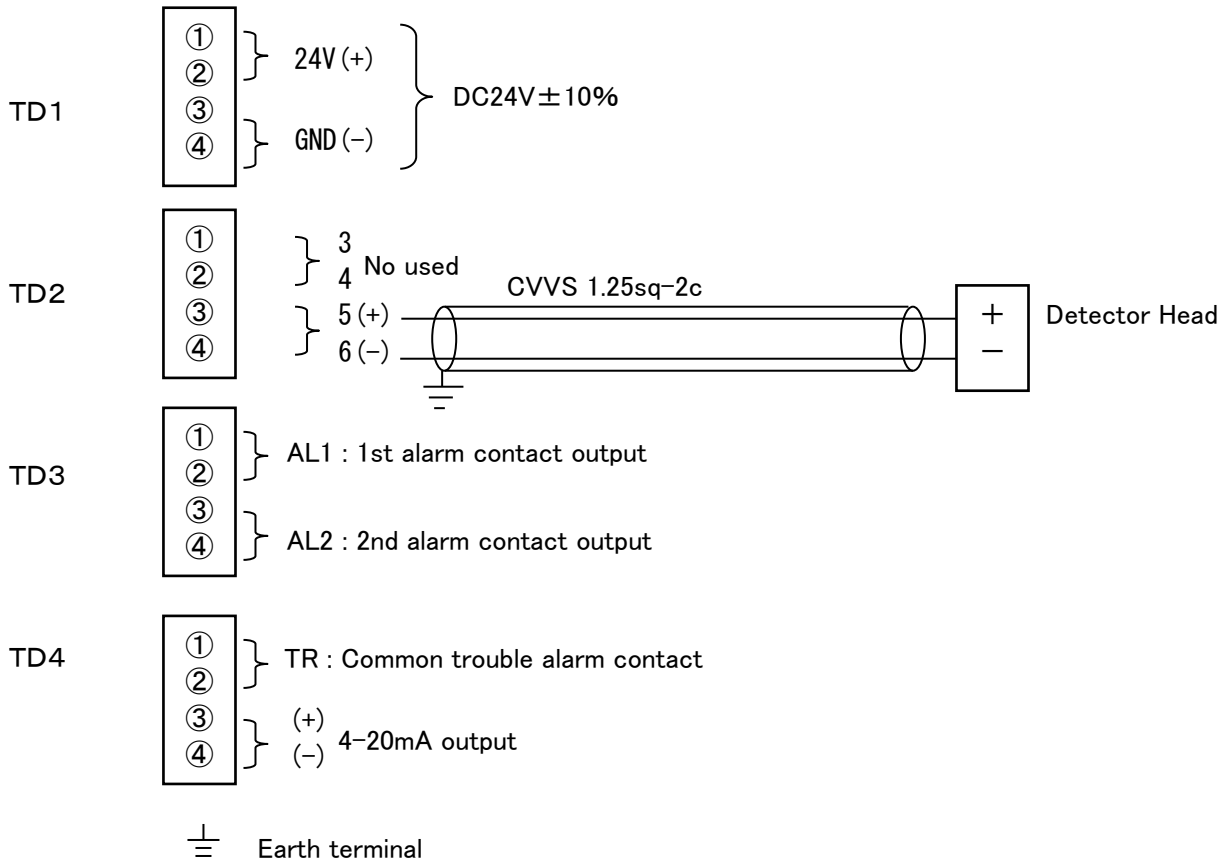 TD1
①
②
③
④
24V(+)
GND(-)
DC24V±10%
TD2
①
②
③
④
3
4
No used
5(+)
6(-)
CVVS 1.25sq-2c
+
-
Detector Head
TD3
①
②
③
④
AL1 : 1st alarm contact output
AL2 : 2nd alarm contact output
TD4
①
②
③
④
TR : Common trouble alarm contact
(+)
(-)
4-20mA output
Earth terminal